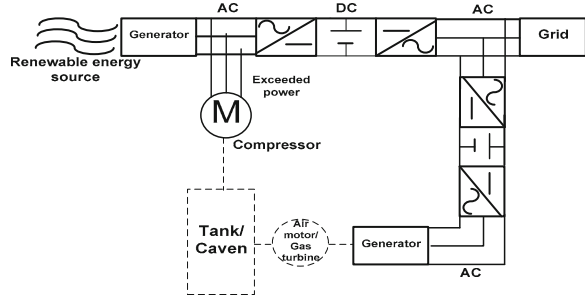 AC
DC
AC
Generator
Grid
Renewable energy
source
Exceeded
power
M
Compressor
Tank/
Caven
Air
motor/
Gas
turbine
Generator
AC